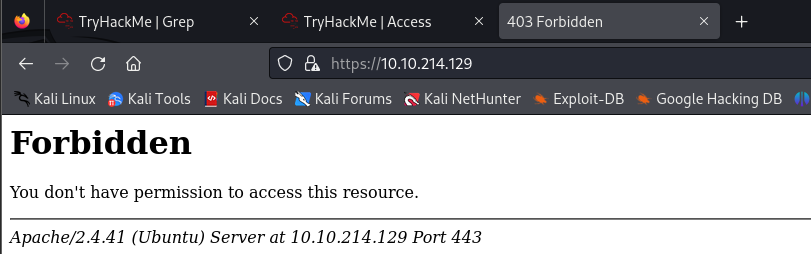 TryHackMe | Grep
TryHackMe | Access
403 Forbidden
https://10.10.214.129
Kali Linux
Kali Tools
Kali Docs
Kali Forums
Kali NetHunter
Exploit-DB
Google Hacking DB
Forbidden
You don't have permission to access this resource.
Apache/2.4.41 (Ubuntu) Server at 10.10.214.129 Port 443